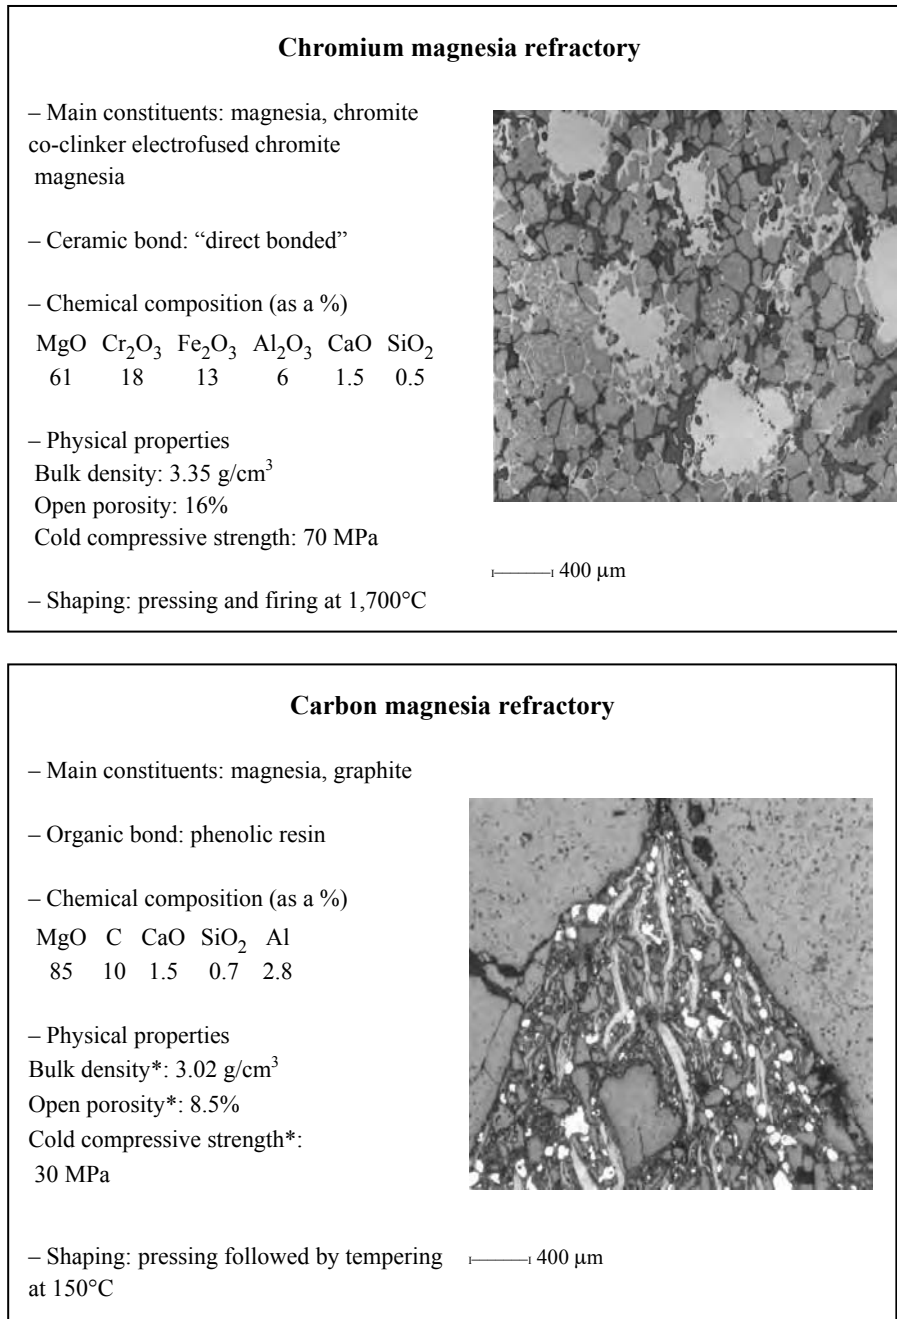 Chromium magnesia refractory
– Main constituents: magnesia, chromite
co-clinker electrofused chromite
magnesia
– Ceramic bond: “direct bonded”
– Chemical composition (as a %)
MgO Cr₂O₃ Fe₂O₃ Al₂O₃ CaO SiO₂
61 18 13 6 1.5 0.5
– Physical properties
Bulk density: 3.35 g/cm³
Open porosity: 16%
Cold compressive strength: 70 MPa
400 µm
– Shaping: pressing and firing at 1,700°C
Carbon magnesia refractory
– Main constituents: magnesia, graphite
– Organic bond: phenolic resin
– Chemical composition (as a %)
MgO C CaO SiO₂ Al
85 10 1.5 0.7 2.8
– Physical properties
Bulk density*: 3.02 g/cm³
Open porosity*: 8.5%
Cold compressive strength*:
30 MPa
– Shaping: pressing followed by tempering
at 150°C
400 µm